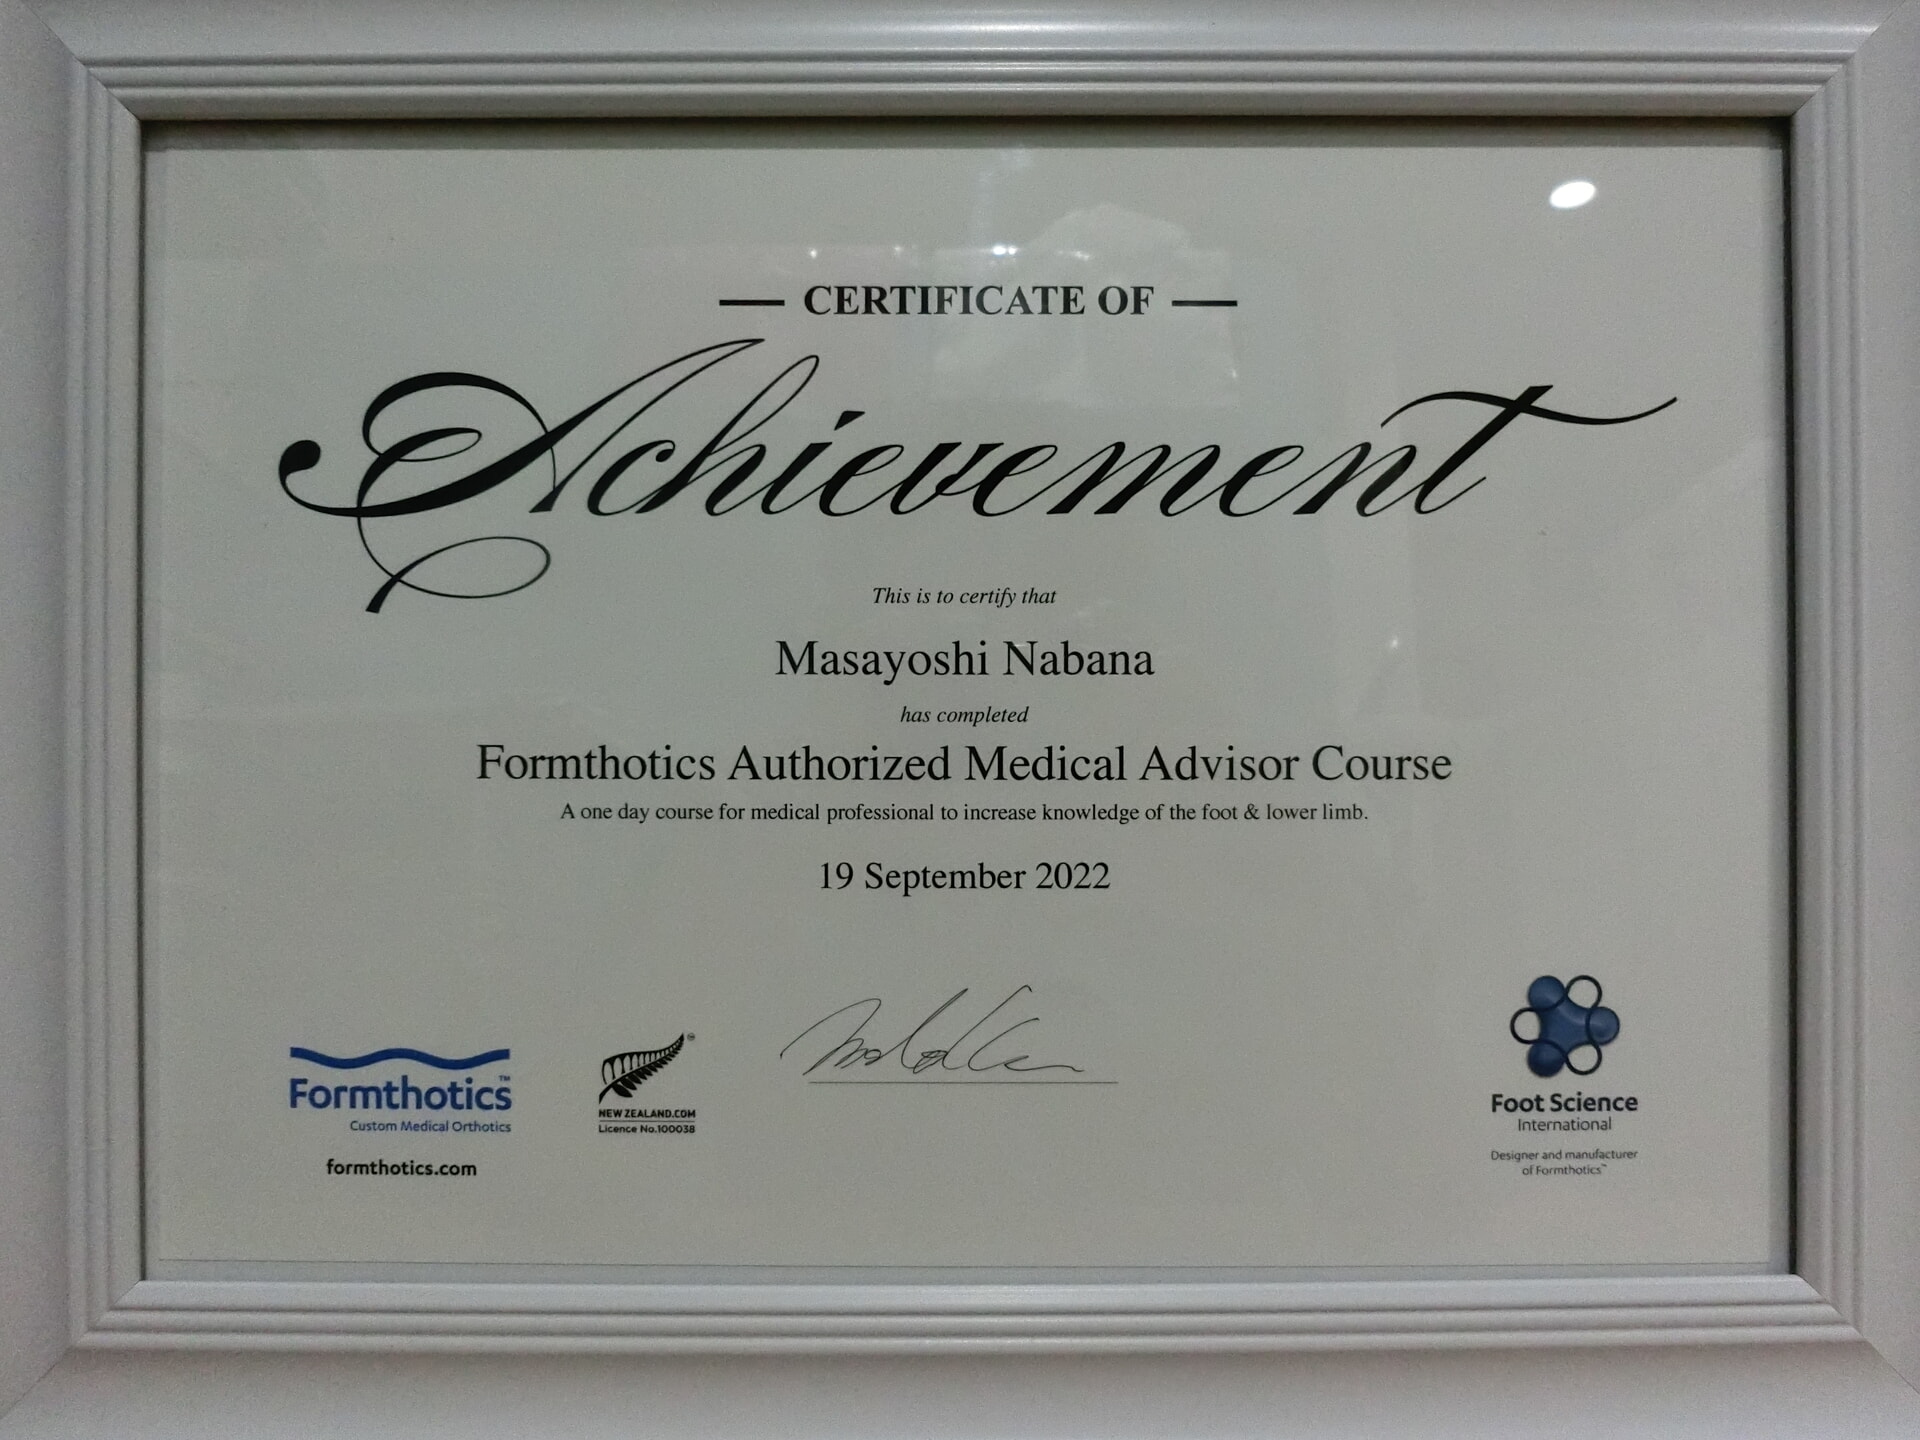 CERTIFICATE OF
Achievement
This is to certify that
Masayoshi Nabana
has completed
Formthotics Authorized Medical Advisor Course
A one day course for medical professional to increase knowledge of the foot & lower limb.
19 September 2022
Formthotics™
Custom Medical Orthotics
formthotics.com
NEW ZEALAND.COM
Licence No.100038
Foot Science
International
Designer and manufacturer
of Formthotics™